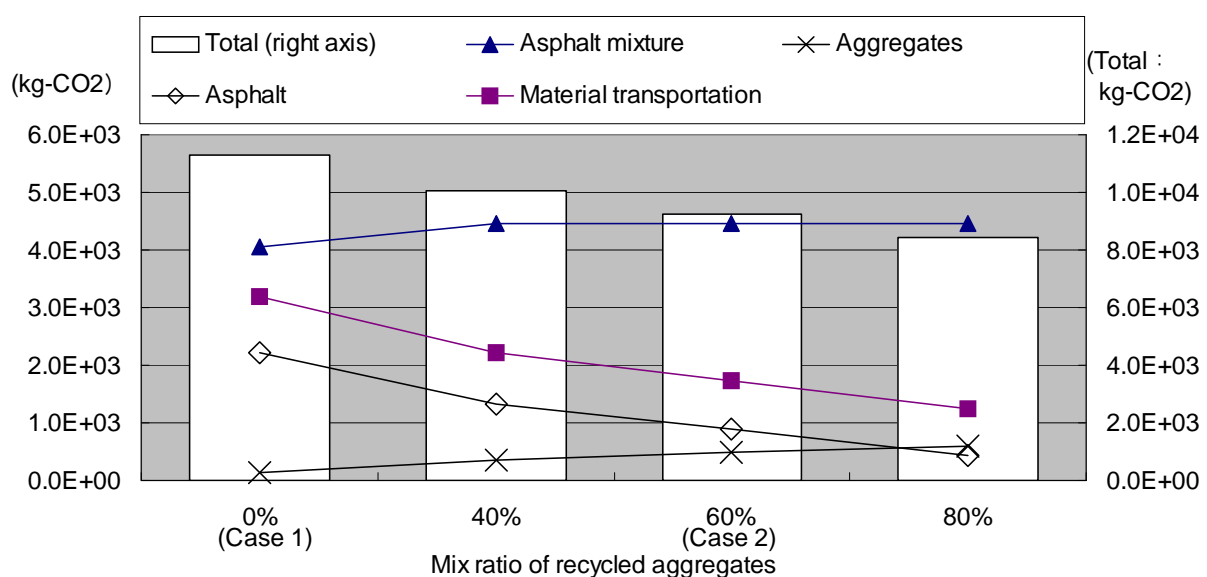 Total (right axis) Asphalt mixture Aggregates
Asphalt Material transportation
(kg-CO2)
(Total:
kg-CO2)
6.0E+03 1.2E+04
5.0E+03 1.0E+04
4.0E+03 8.0E+03
3.0E+03 6.0E+03
2.0E+03 4.0E+03
1.0E+03 2.0E+03
0.0E+00 0.0E+00
0% 40% 60% 80%
(Case 1) (Case 2)
Mix ratio of recycled aggregates